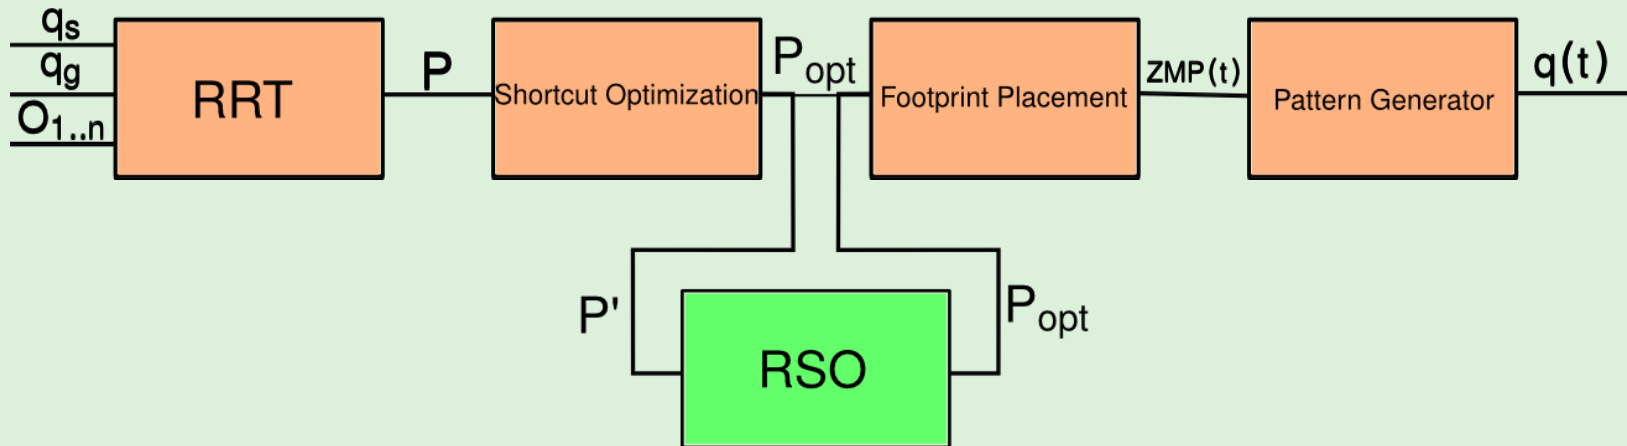 qs
qg
O1..n
RRT
P
Shortcut Optimization
Popt
Footprint Placement
ZMP(t)
Pattern Generator
q(t)
P'
RSO
Popt